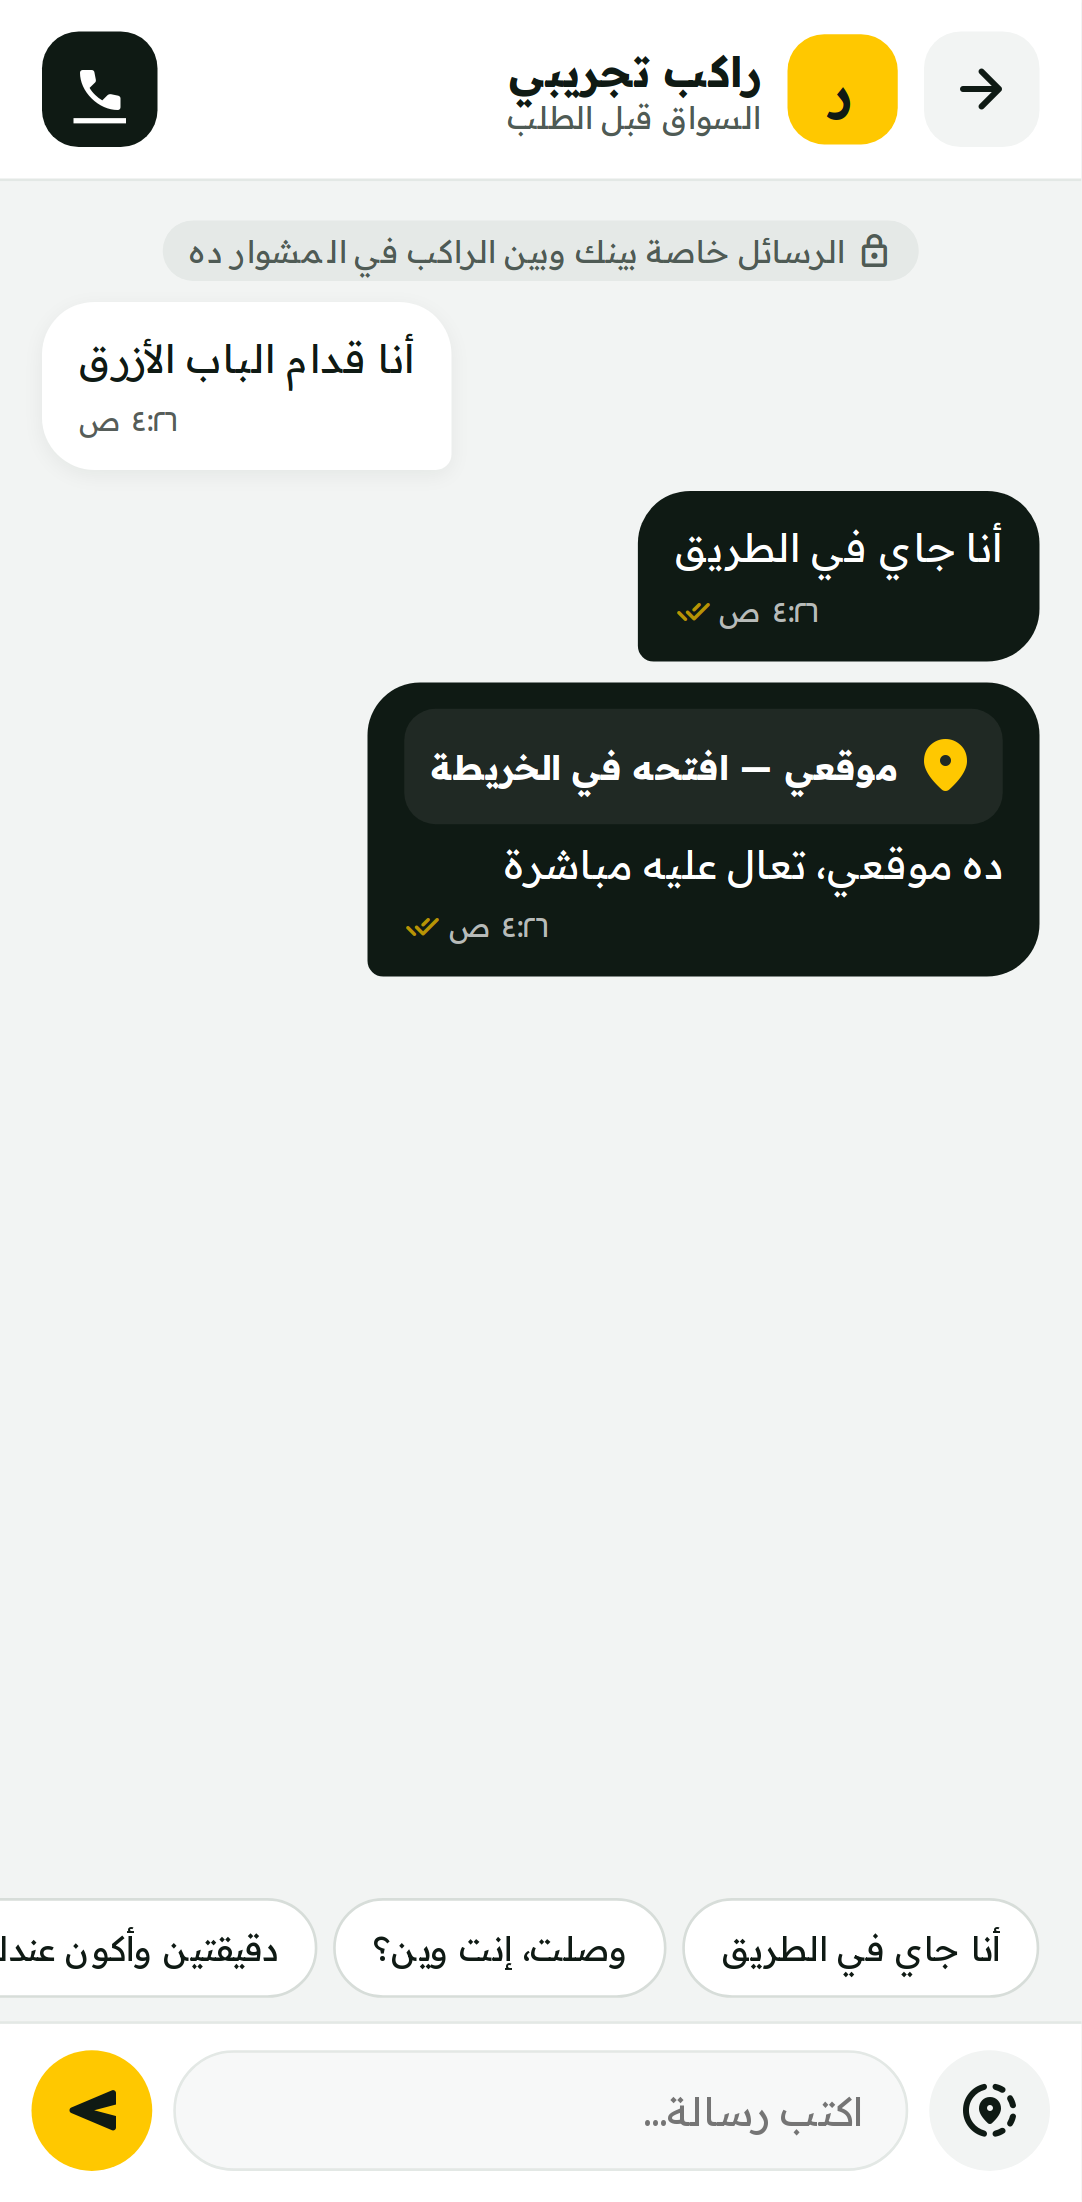 راكب تجريبي
السواق قبل الطلب
ر
الرسائل خاصة بينك وبين الراكب في المشوار ده
أنا قدام الباب الأزرق
٤:٢٦ ص
أنا جاي في الطريق
٤:٢٦ ص
موقعي — افتحه في الخريطة
ده موقعي، تعال عليه مباشرة
٤:٢٦ ص
أنا جاي في الطريق
وصلت، إنت وين؟
دقيقتين وأكون
اكتب رسالة...